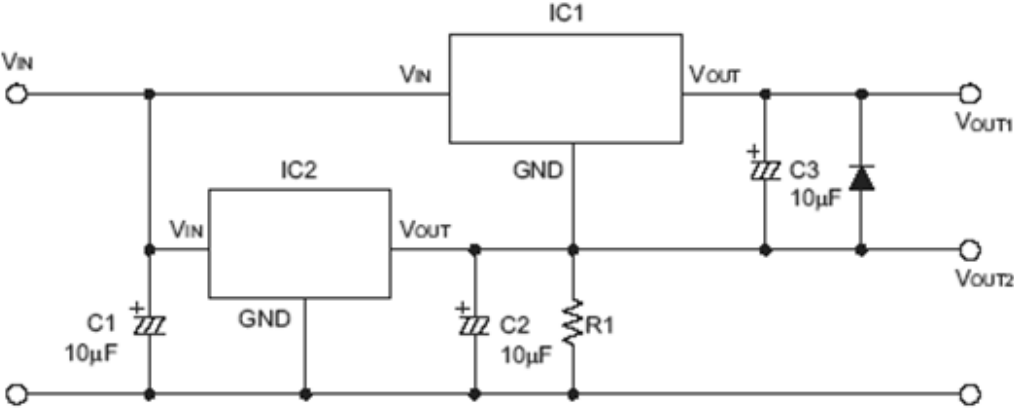 IC1
VIN
VIN
VOUT
VOUT1
GND
C3
10μF
IC2
VIN
VOUT
VOUT2
GND
C1
10μF
C2
10μF
R1
+
+
+